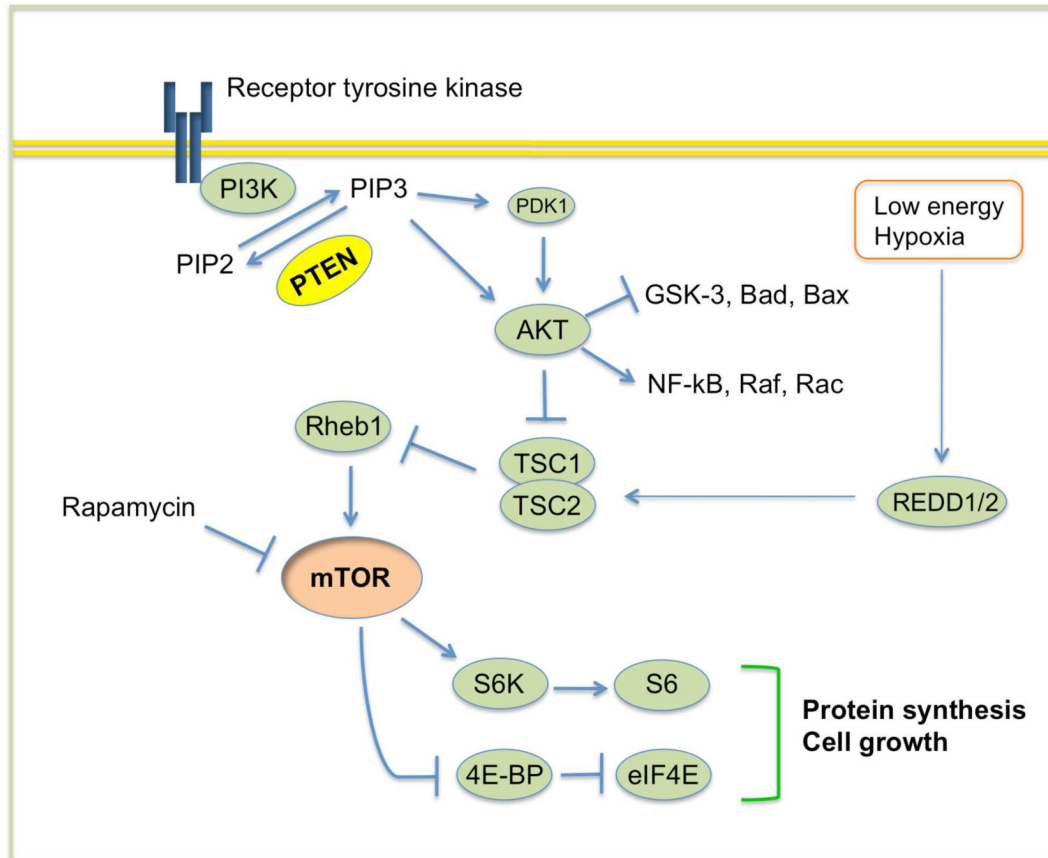 Receptor tyrosine kinase
PI3K
PIP3
PDK1
Low energy
Hypoxia
PIP2
PTEN
GSK-3, Bad, Bax
AKT
NF-kB, Raf, Rac
Rheb1
TSC1
TSC2
REDD1/2
Rapamycin
mTOR
S6K
S6
Protein synthesis
Cell growth
4E-BP
eIF4E